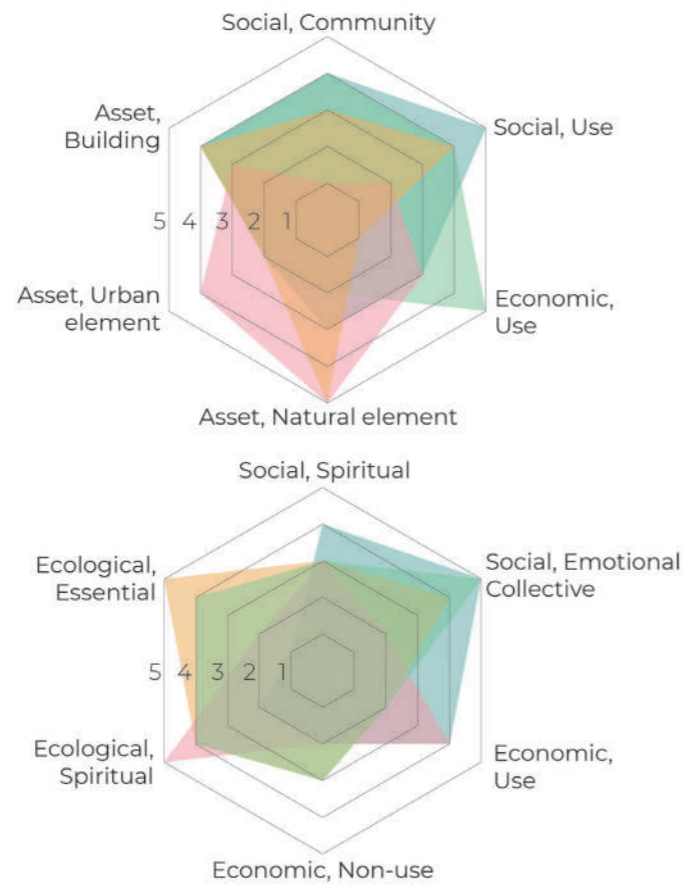 Social, Community
Asset,
Building
Social, Use
5 4 3 2 1
Asset, Urban
element
Economic,
Use
Asset, Natural element
Social, Spiritual
Ecological,
Essential
Social, Emotional
Collective
5 4 3 2 1
Ecological,
Spiritual
Economic,
Use
Economic, Non-use